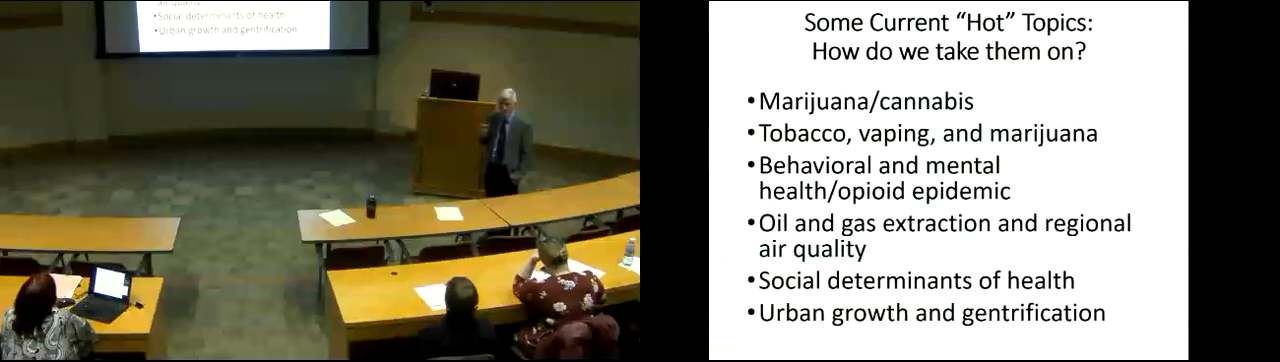 air quality
•Social determinants of health
•Urban growth and gentrification
Some Current “Hot” Topics:
How do we take them on?
•Marijuana/cannabis
•Tobacco, vaping, and marijuana
•Behavioral and mental
health/opioid epidemic
•Oil and gas extraction and regional
air quality
•Social determinants of health
•Urban growth and gentrification